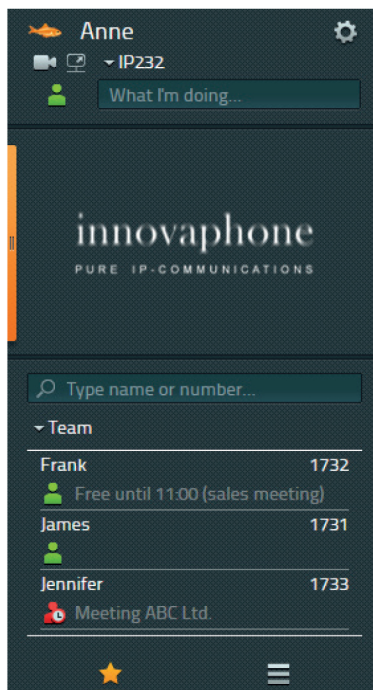 Anne
IP232
What I'm doing...
innovaphone
PURE IP-COMMUNICATIONS
Type name or number...
Team
Frank 1732
Free until 11:00 (sales meeting)
James 1731
Jennifer 1733
Meeting ABC Ltd.